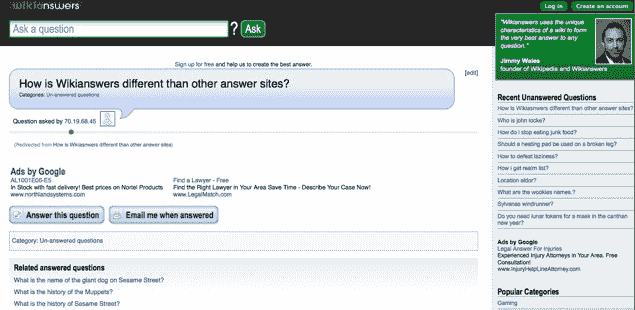 wikianswers
Log in
Create an account
Ask a question
?
Ask
"Wikianswers uses the unique
characteristics of a wiki to form
the very best answer to any
question."
Jimmy Wales
founder of Wikipedia and Wikianswers
Sign up for free and help us to create the best answer.
[edit]
How is Wikianswers different than other answer sites?
Categories: Un-answered questions
Question asked by 70.19.68.45
(Redirected from How is Wikiasnwers different than other answer sites)
Ads by Google
AL1001E06-E5
In Stock with fast delivery! Best prices on Nortel Products
www.northlandsystems.com
Find a Lawyer - Free
Find the Right Lawyer in Your Area Save Time - Describe Your Case Now!
www.LegalMatch.com
Answer this question
Email me when answered
Category: Un-answered questions
Related answered questions
What is the name of the giant dog on Sesame Street?
What is the history of the Muppets?
What is the history of Sesame Street?
Recent Unanswered Questions
How is Wikiasnwers different than other answer sites?
Who is john rocke?
How do I stop eating junk food?
Should a nesting pad be used on a broken leg?
How to defeat laziness?
How i get realm list?
Location eldor?
What are the wookies names.?
Sylvanas windrunner?
Do you need lunar tokens for a mask in the canthan
new year?
Ads by Google
Legal Answer For Injuries
Experienced Injury Attorneys in Your Area. Free
Consultation!
www.InjuryHelpLineAttorney.com
Popular Categories
Gaming